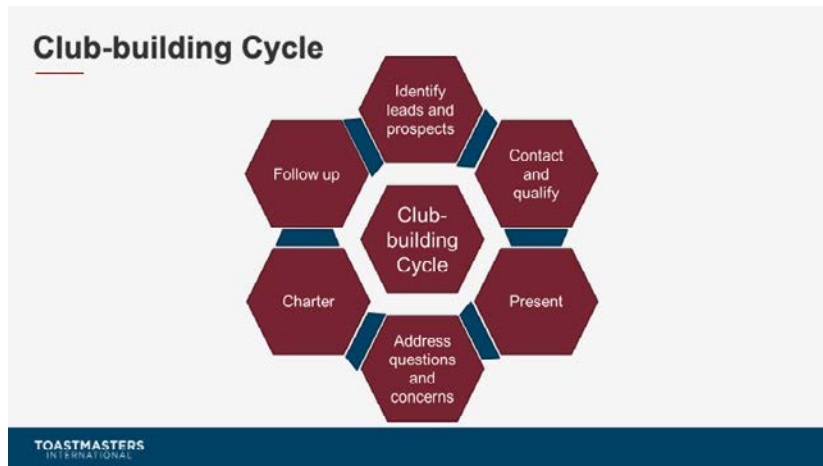 Club-building Cycle
Identify
leads and
prospects
Contact
and
qualify
Present
Address
questions
and
concerns
Charter
Follow up
Club-
building
Cycle
TOASTMASTERS
INTERNATIONAL